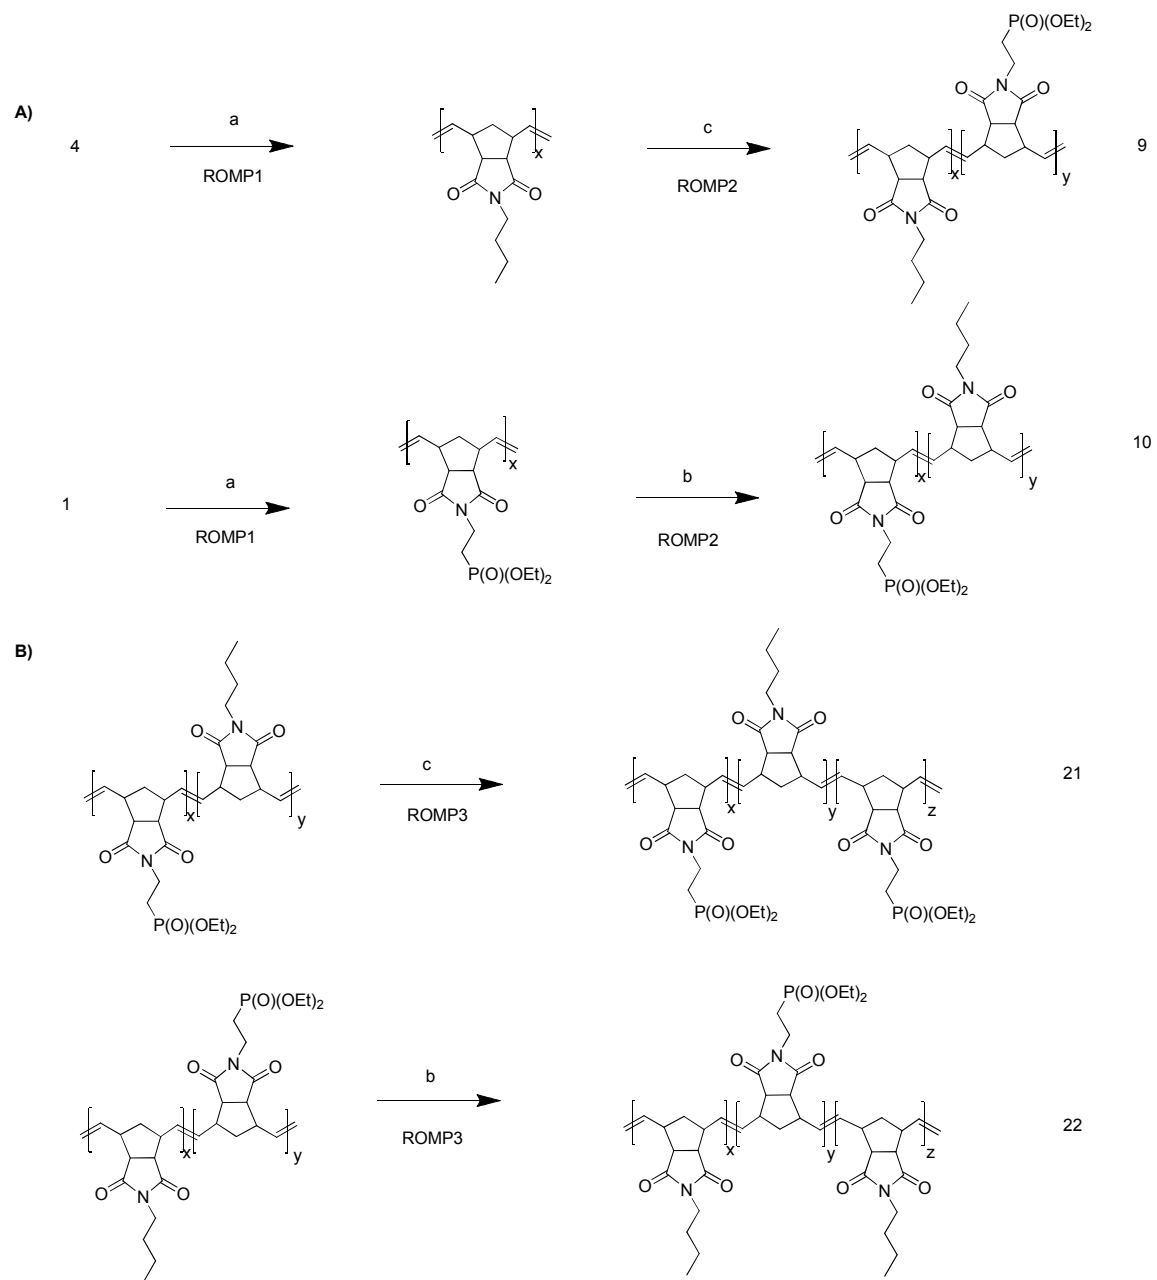 P(O)(OEt)2
N
O O
A)
a
c
4
9
ROMP1
x
ROMP2
x
y
O O
N
O O
N
N
O O
10
1
a
x
b
x
y
ROMP1
O O
N
ROMP2
O O
N
P(O)(OEt)2
P(O)(OEt)2
B)
N
O O
N
O O
c
21
x
y
ROMP3
x
y
z
O O
N
O O
N
O O
N
P(O)(OEt)2
P(O)(OEt)2
P(O)(OEt)2
P(O)(OEt)2
P(O)(OEt)2
N
O O
N
O O
b
22
x
y
ROMP3
x
y
z
O O
N
O O
N
O O
N